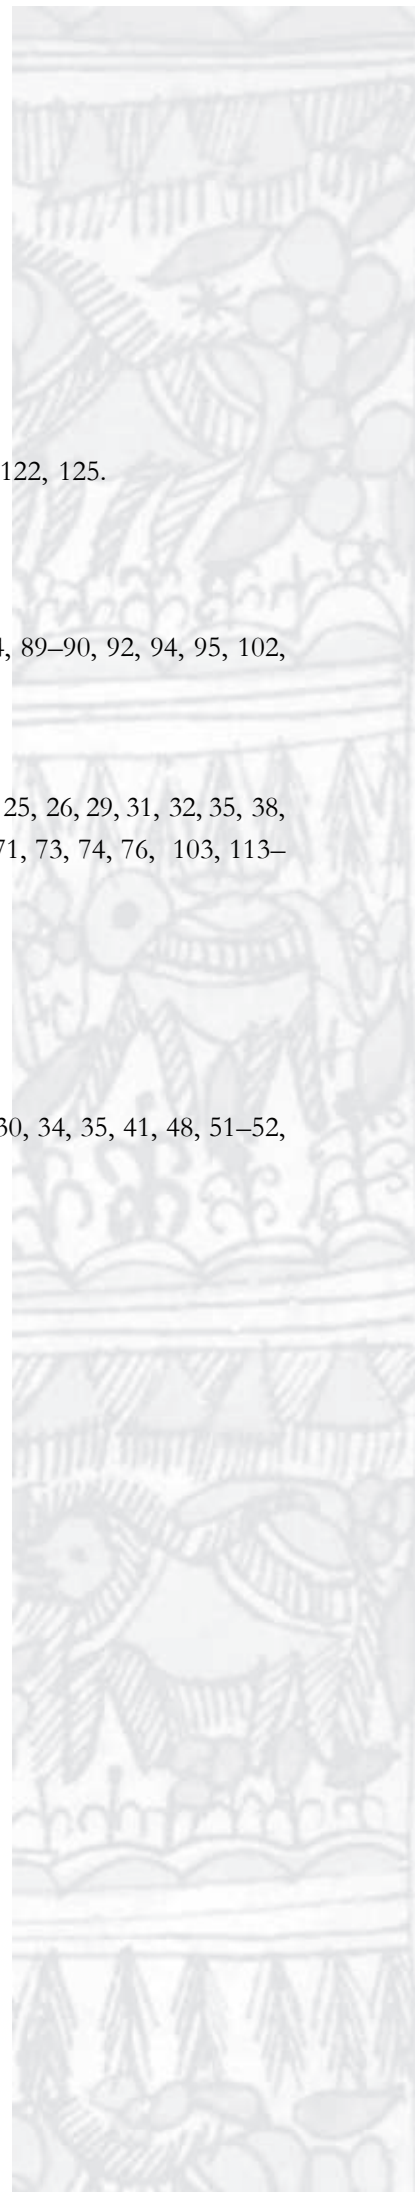 122, 125.
89–90, 92, 94, 95, 102,
25, 26, 29, 31, 32, 35, 38,
71, 73, 74, 76, 103, 113–
30, 34, 35, 41, 48, 51–52,